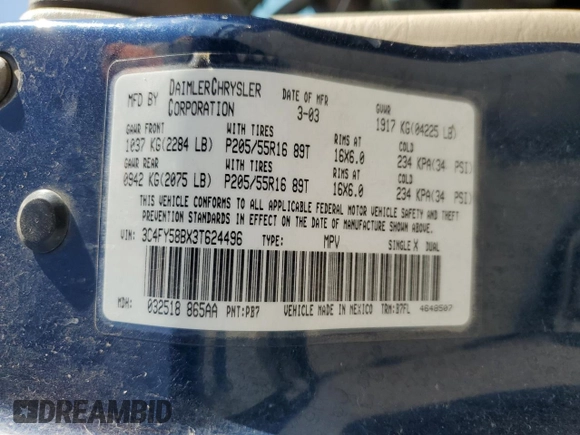 MFD BY DAIMLERCHRYSLER CORPORATION
DATE OF MFR 3-03
GVWR 1917 KG(04225 LB)
GAWR FRONT WITH TIRES RIMS AT COLD
1037 KG(2284 LB) P205/55R16 89T 16X6.0 234 KPA(34 PSI)
GAWR REAR WITH TIRES RIMS AT COLD
0942 KG(2075 LB) P205/55R16 89T 16X6.0 234 KPA(34 PSI)
THIS VEHICLE CONFORMS TO ALL APPLICABLE FEDERAL MOTOR VEHICLE SAFETY AND THEFT
PREVENTION STANDARDS IN EFFECT ON THE DATE OF MANUFACTURE SHOWN ABOVE.
VIN: 3C4FY58BX3T624496 TYPE: MPV SINGLE X DUAL
MDH: 032518 865AA PNT:PB7 VEHICLE MADE IN MEXICO TRM:B7FL 4648507
DREAMBID